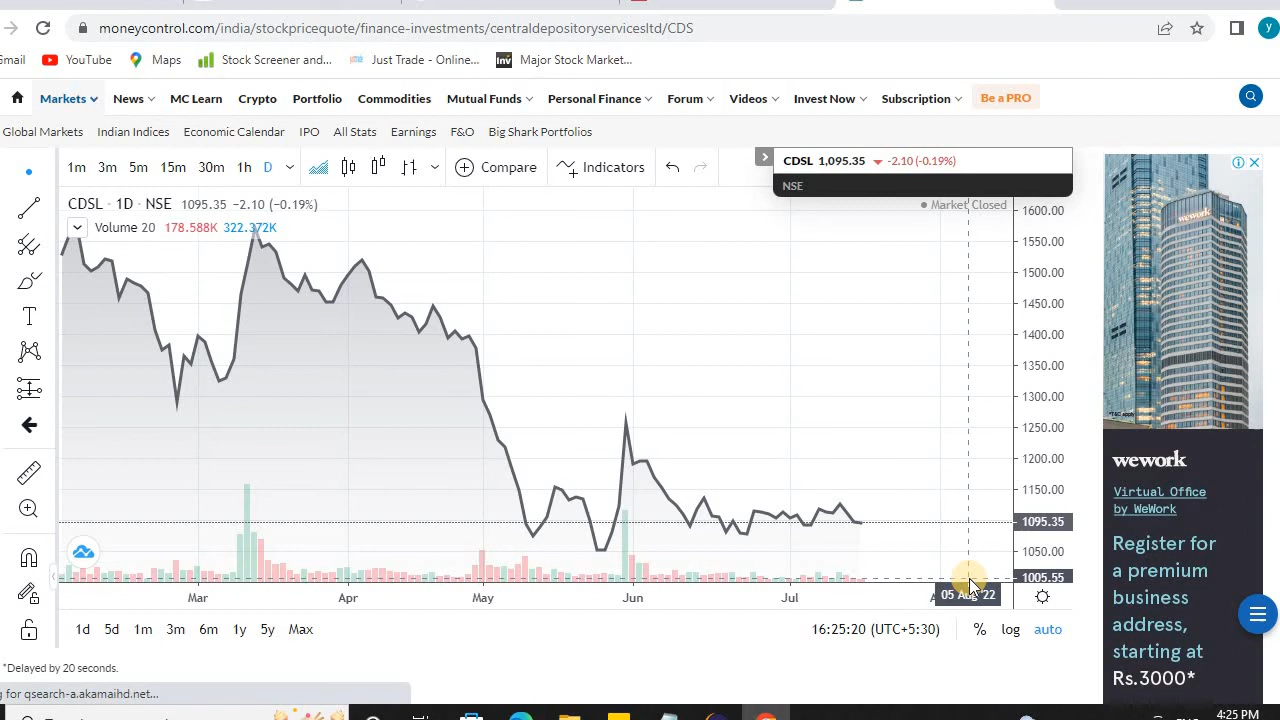 moneycontrol.com/india/stockpricequote/finance-investments/centraldepositoryservicesltd/CDS
y
Gmail YouTube Maps Stock Screener and... Just Trade - Online... Inv Major Stock Market...
Markets News MC Learn Crypto Portfolio Commodities Mutual Funds Personal Finance Forum Videos Invest Now Subscription Be a PRO
Global Markets Indian Indices Economic Calendar IPO All Stats Earnings F&O Big Shark Portfolios
1m 3m 5m 15m 30m 1h D Compare Indicators
CDSL 1,095.35 -2.10 (-0.19%)
NSE
Market Closed
CDSL · 1D · NSE 1095.35 −2.10 (−0.19%)
Volume 20 178.588K 322.372K
1600.00
1550.00
1500.00
1450.00
1400.00
1350.00
1300.00
1250.00
1200.00
1150.00
1095.35
1050.00
1005.55
Mar Apr May Jun Jul 05 Aug '22
1d 5d 1m 3m 6m 1y 5y Max 16:25:20 (UTC+5:30) % log auto
*Delayed by 20 seconds.
g for qsearch-a.akamaihd.net...
wework
*T&C apply
wework
Virtual Office
by WeWork
Register for
a premium
business
address,
starting at
Rs.3000*
4:25 PM